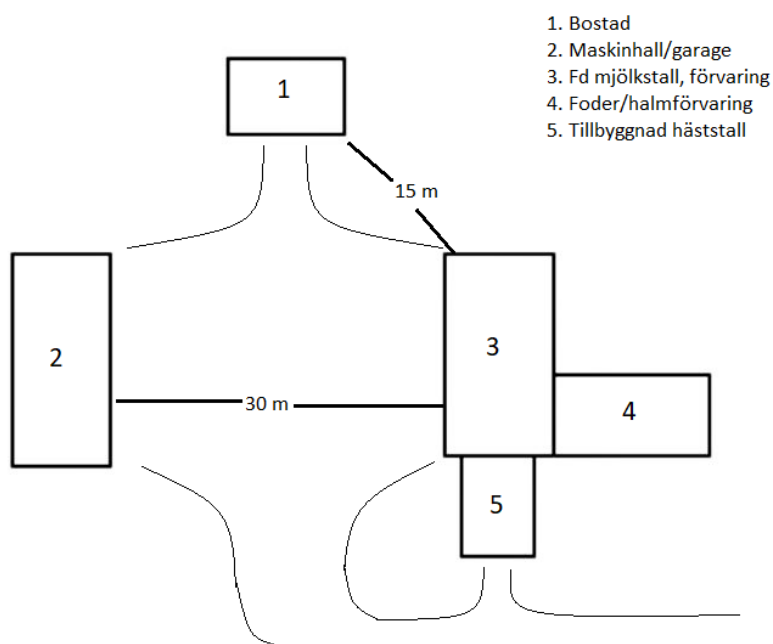 1. Bostad
2. Maskinhall/garage
3. Fd mjölkstall, förvaring
4. Foder/halmförvaring
5. Tillbyggnad häststall
1
15 m
2
3
30 m
4
5